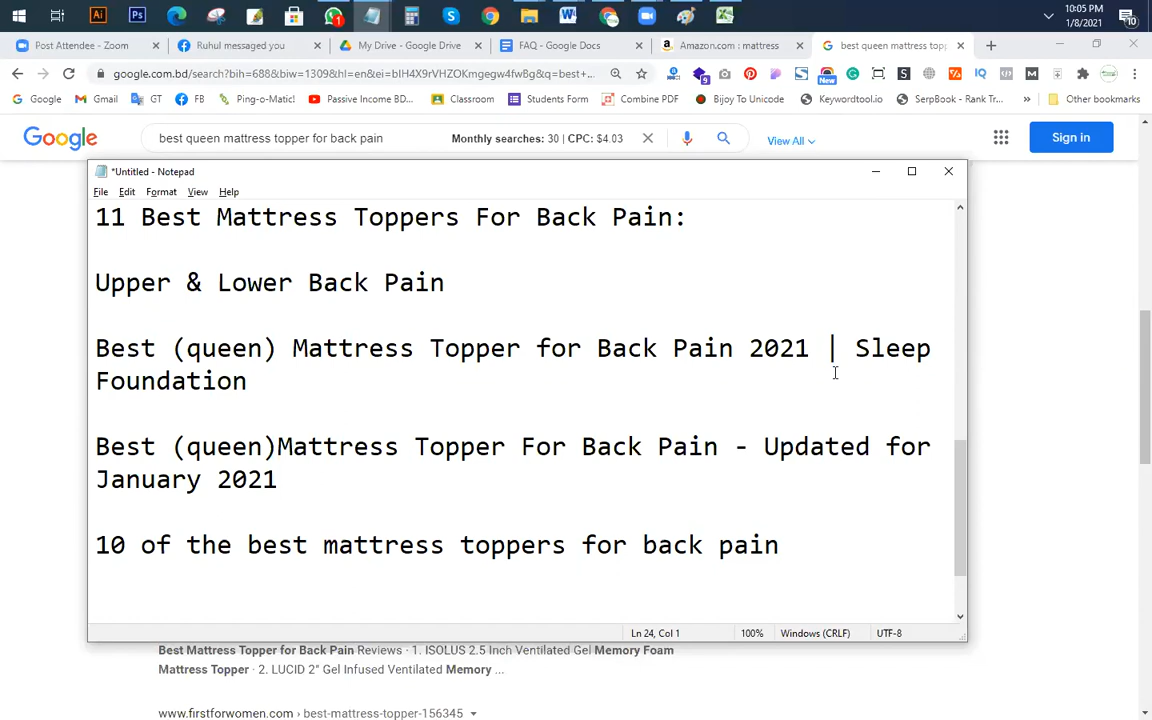 10:05 PM
1/8/2021
10
Post Attendee - Zoom
Ruhul messaged you
My Drive - Google Drive
FAQ - Google Docs
Amazon.com : mattress
best queen mattress topp
google.com.bd/search?bih=688&biw=1309&hl=en&ei=blH4X9rVHZOKmgegw4fwBg&q=best+...
9
New
Google
Gmail
GT
FB
Ping-o-Matic!
Passive Income BD...
Classroom
Students Form
Combine PDF
Bijoy To Unicode
Keywordtool.io
SerpBook - Rank Tr...
Other bookmarks
Google
best queen mattress topper for back pain
Monthly searches: 30 | CPC: $4.03
View All
Sign in
*Untitled - Notepad
File Edit Format View Help
11 Best Mattress Toppers For Back Pain:
Upper & Lower Back Pain
Best (queen) Mattress Topper for Back Pain 2021 | Sleep
Foundation
Best (queen)Mattress Topper For Back Pain - Updated for
January 2021
10 of the best mattress toppers for back pain
Ln 24, Col 1
100%
Windows (CRLF)
UTF-8
Best Mattress Topper for Back Pain Reviews · 1. ISOLUS 2.5 Inch Ventilated Gel Memory Foam
Mattress Topper · 2. LUCID 2" Gel Infused Ventilated Memory ...
www.firstforwomen.com › best-mattress-topper-156345